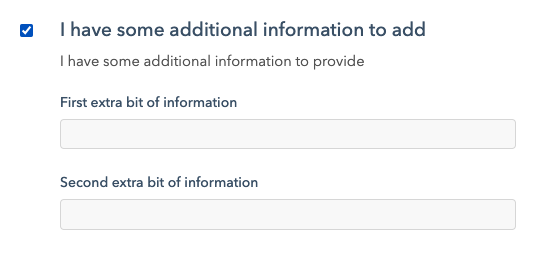 I have some additional information to add
I have some additional information to provide
First extra bit of information
Second extra bit of information